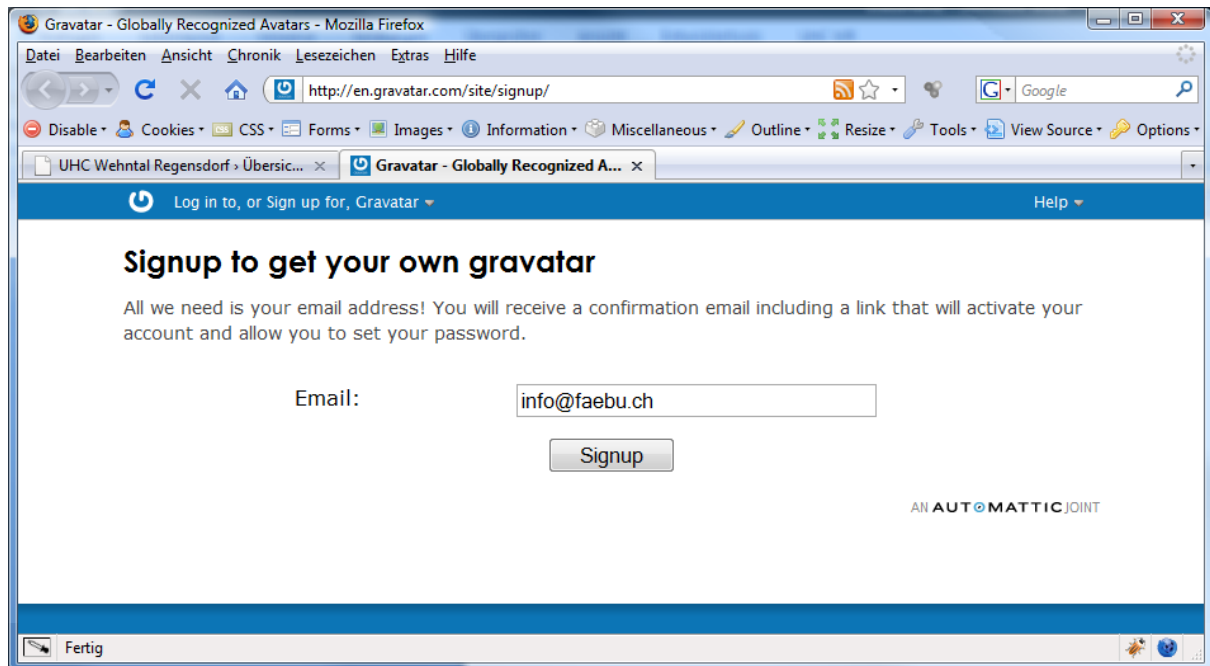 Gravatar - Globally Recognized Avatars - Mozilla Firefox
Datei Bearbeiten Ansicht Chronik Lesezeichen Extras Hilfe
http://en.gravatar.com/site/signup/ G Google
Disable Cookies CSS Forms Images Information Miscellaneous Outline Resize Tools View Source Options
UHC Wehntal Regensdorf › Übersic... Gravatar - Globally Recognized A...
Log in to, or Sign up for, Gravatar Help
Signup to get your own gravatar
All we need is your email address! You will receive a confirmation email including a link that will activate your
account and allow you to set your password.
Email: info@faebu.ch
Signup
AN AUTOMATTIC JOINT
Fertig